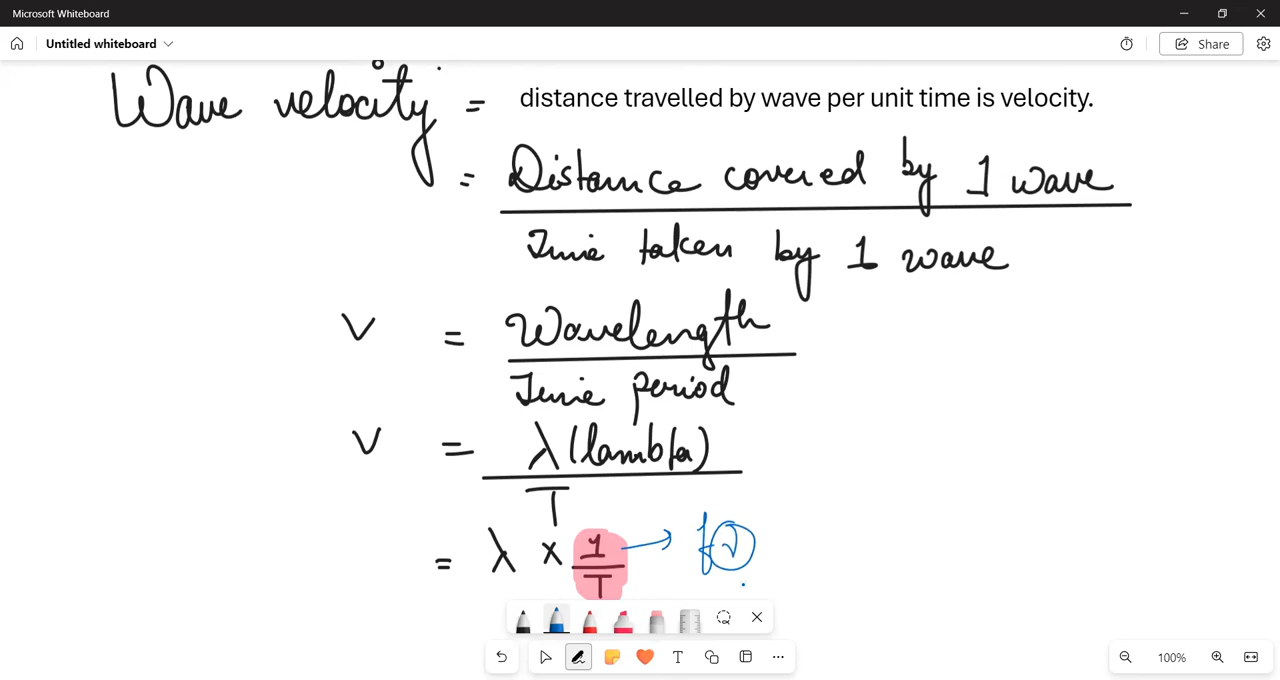 Microsoft Whiteboard
Untitled whiteboard
Share
Wave velocity = distance travelled by wave per unit time is velocity.
= Distance covered by 1 wave
Time taken by 1 wave
V = Wavelength
Time period
V = λ(lambda)
T
= λ × 1 → f
T
100%